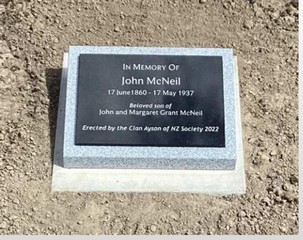 IN MEMORY OF
John McNeil
17 June1860 - 17 May 1937
Beloved son of
John and Margaret Grant McNeil
Erected by the Clan Ayson of NZ Society 2022